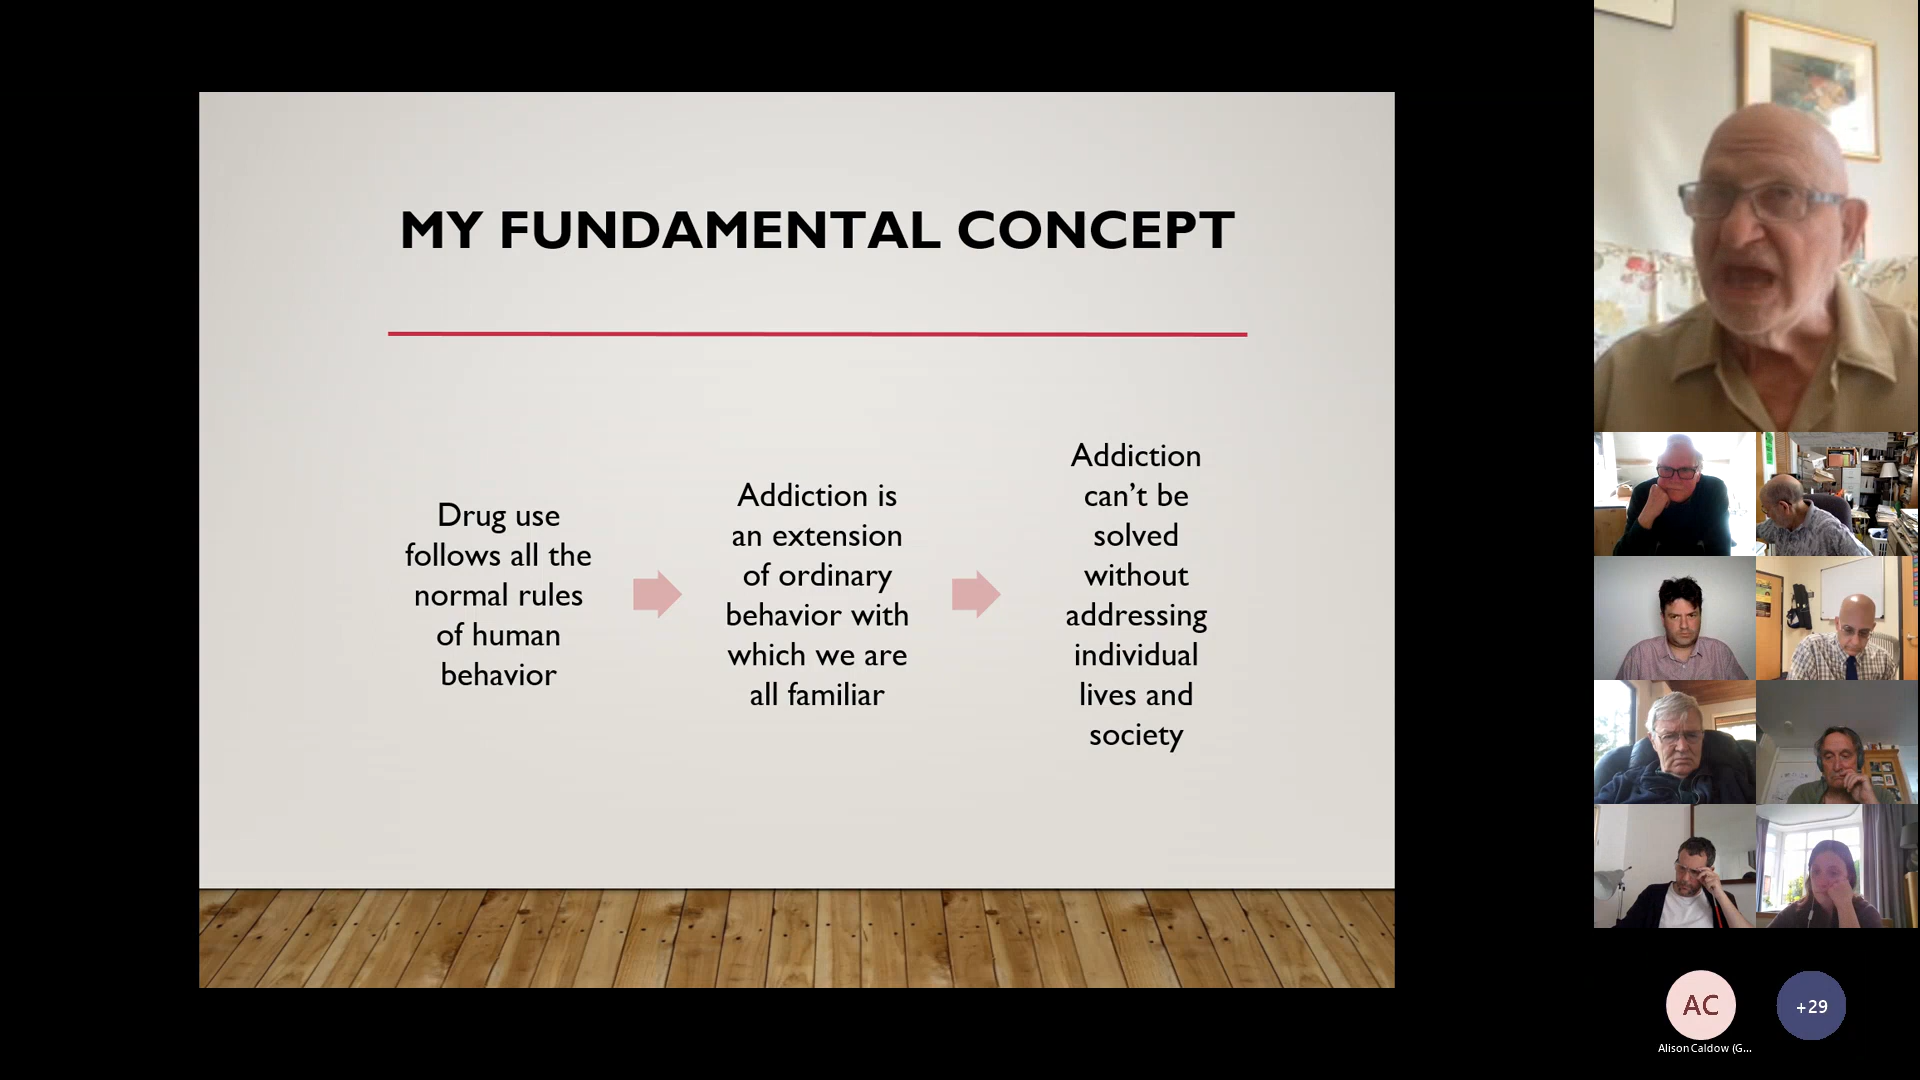 MY FUNDAMENTAL CONCEPT
Drug use
follows all the
normal rules
of human
behavior
Addiction is
an extension
of ordinary
behavior with
which we are
all familiar
Addiction
can’t be
solved
without
addressing
individual
lives and
society
AC
+29
Alison Caldow (G...